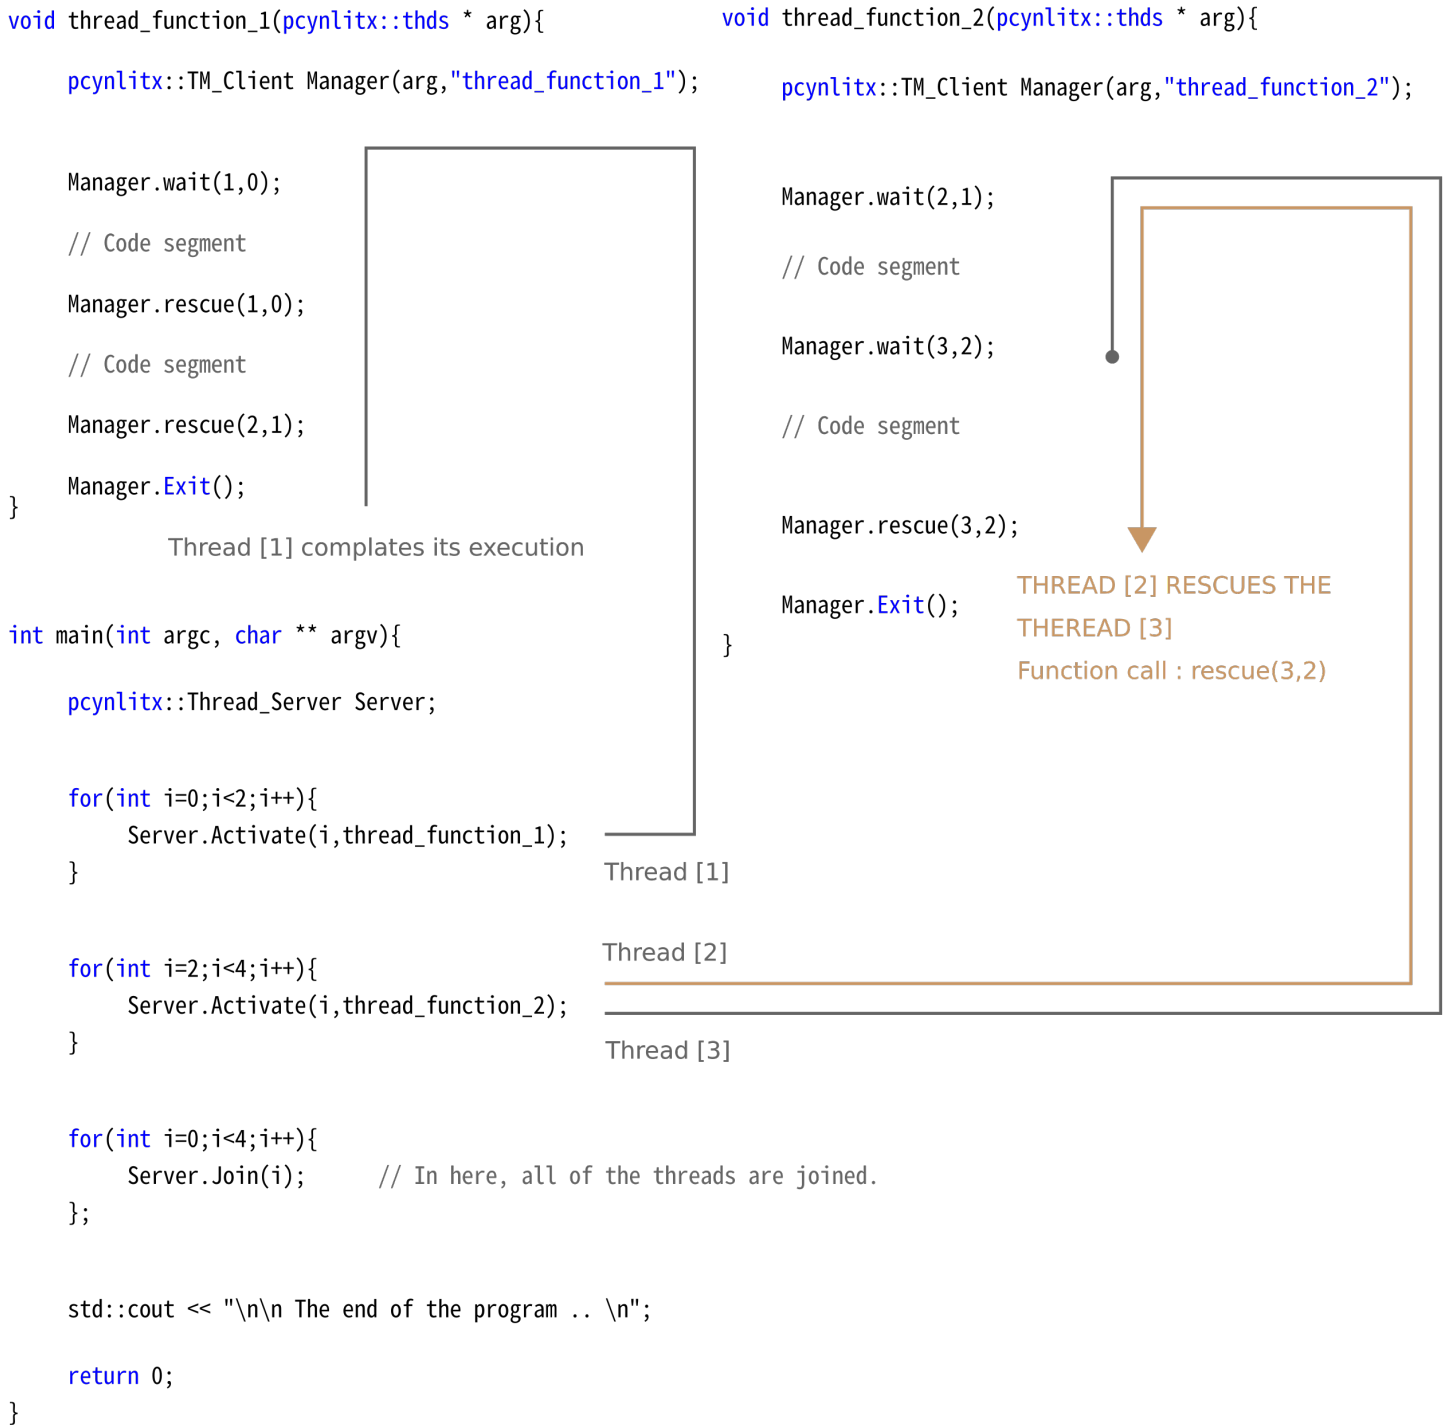 void thread_function_1(pcynlitx::thds * arg){
pcynlitx::TM_Client Manager(arg,"thread_function_1");
Manager.wait(1,0);
// Code segment
Manager.rescue(1,0);
// Code segment
Manager.rescue(2,1);
Manager.Exit();
}
Thread [1] complates its execution
void thread_function_2(pcynlitx::thds * arg){
pcynlitx::TM_Client Manager(arg,"thread_function_2");
Manager.wait(2,1);
// Code segment
Manager.wait(3,2);
// Code segment
Manager.rescue(3,2);
Manager.Exit();
}
THREAD [2] RESCUES THE
THEREAD [3]
Function call : rescue(3,2)
int main(int argc, char ** argv){
pcynlitx::Thread_Server Server;
for(int i=0;i<2;i++){
Server.Activate(i,thread_function_1);
}
Thread [1]
Thread [2]
for(int i=2;i<4;i++){
Server.Activate(i,thread_function_2);
}
Thread [3]
for(int i=0;i<4;i++){
Server.Join(i); // In here, all of the threads are joined.
};
std::cout << "\n\n The end of the program .. \n";
return 0;
}